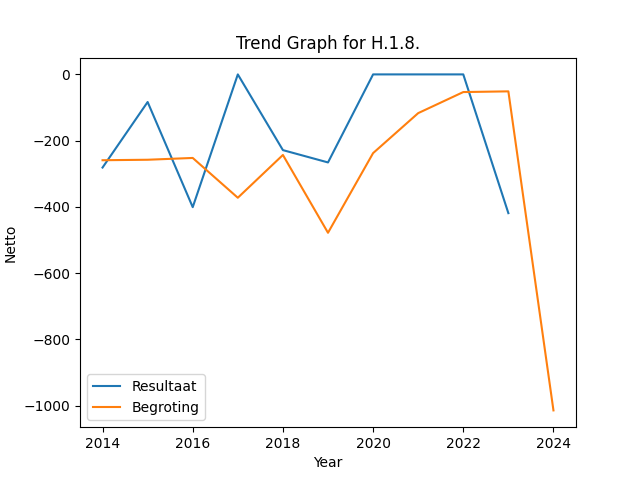 Trend Graph for H.1.8.
Netto
0
−200
−400
−600
−800
−1000
Resultaat
Begroting
2014 2016 2018 2020 2022 2024
Year